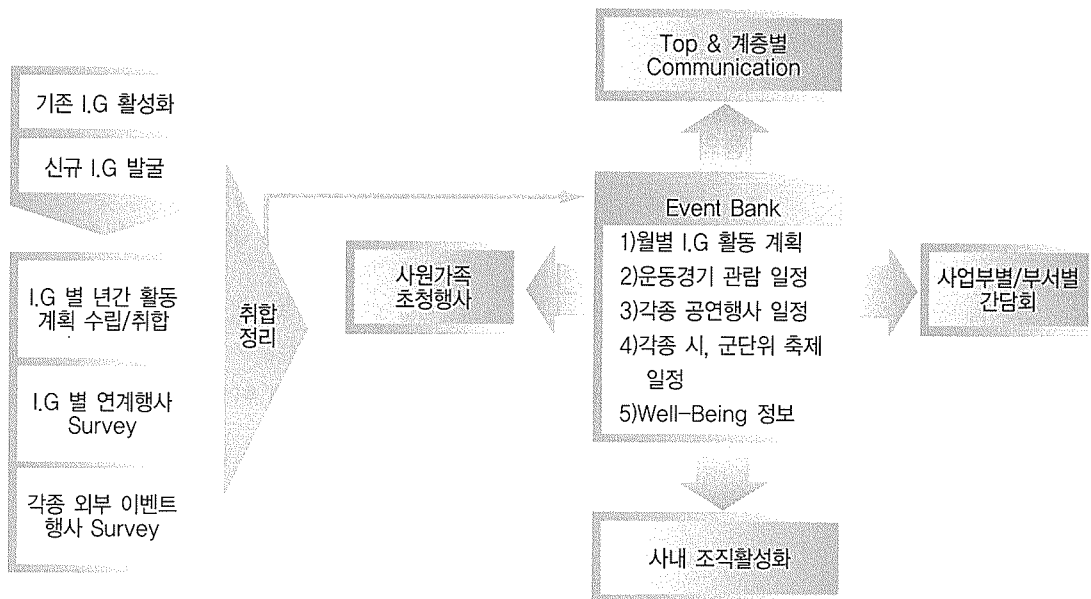 Top & 계층별
Communication
기존 I.G 활성화
신규 I.G 발굴
I.G 별 년간 활동
계획 수립/취합
I.G 별 연계행사
Survey
각종 외부 이벤트
행사 Survey
취합
정리
사원가족
초청행사
Event Bank
1)월별 I.G 활동 계획
2)운동경기 관람 일정
3)각종 공연행사 일정
4)각종 시, 군단위 축제
일정
5)Well-Being 정보
사업부별/부서별
간담회
사내 조직활성화